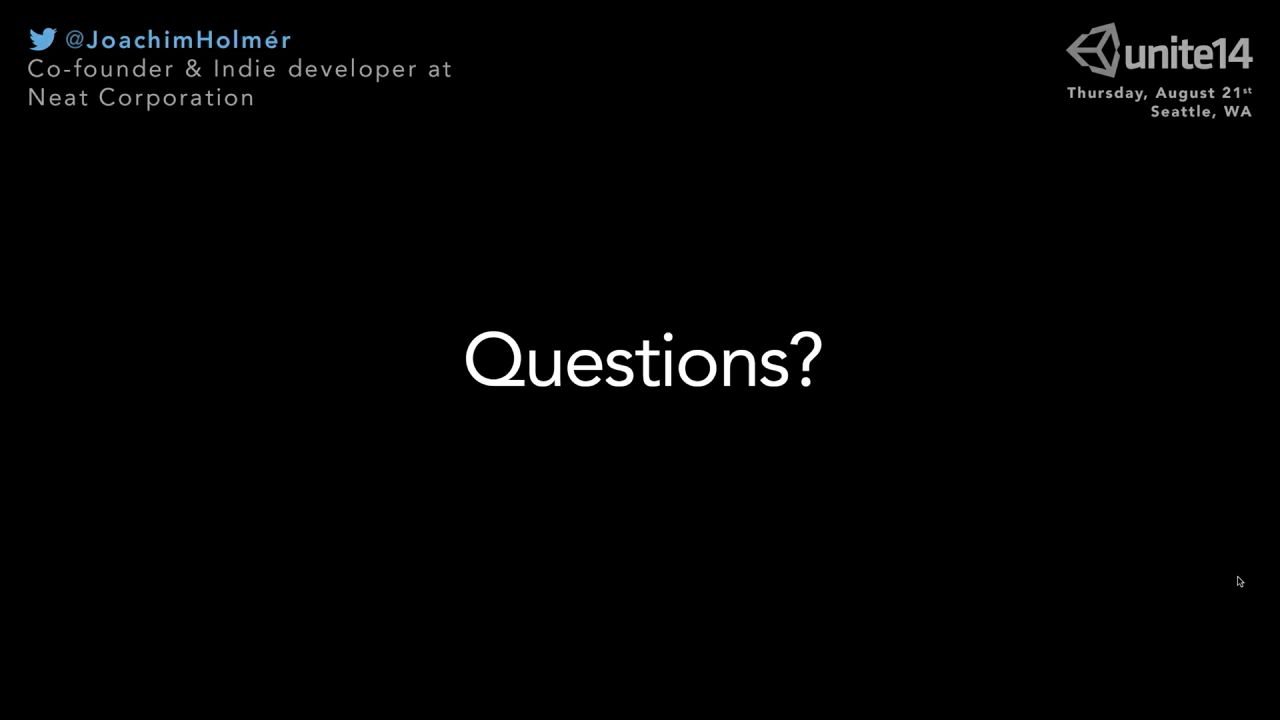 @JoachimHolmér
Co-founder & Indie developer at
Neat Corporation
unite14
Thursday, August 21st
Seattle, WA
Questions?